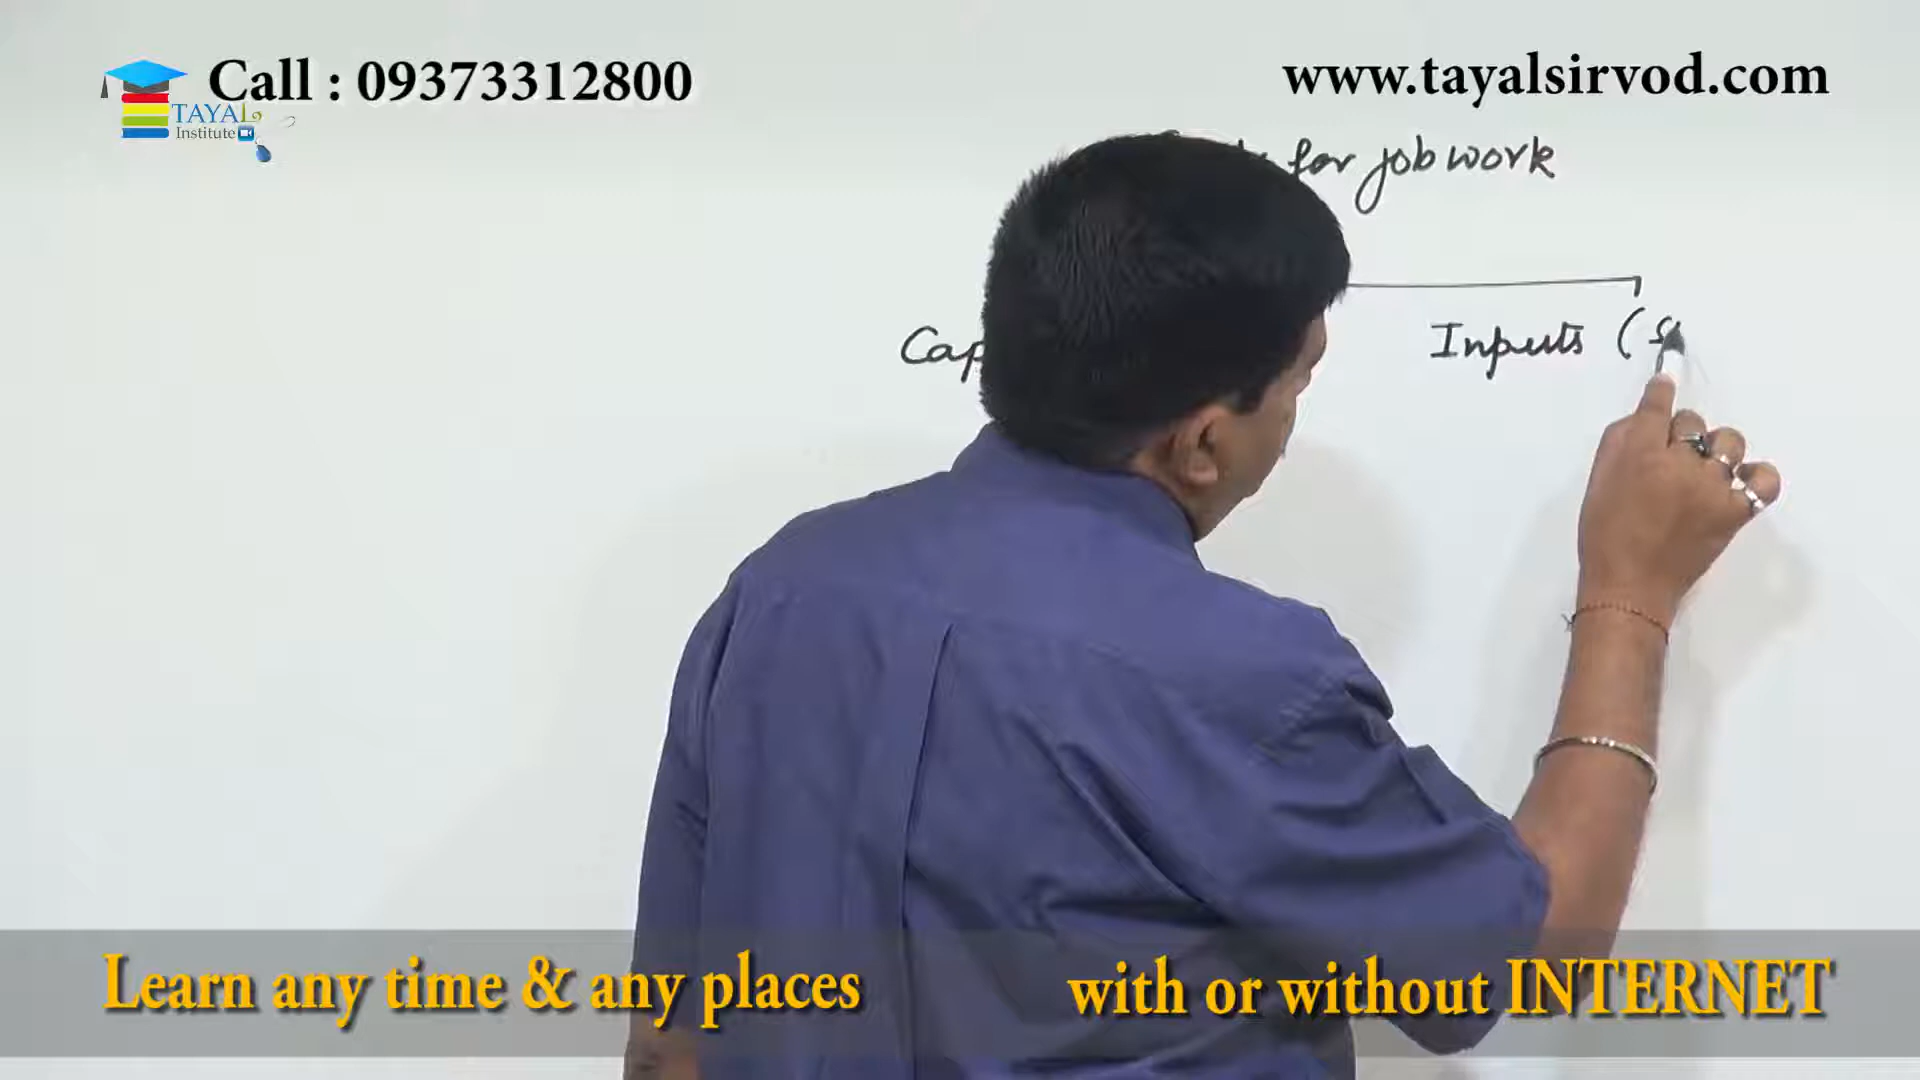 Call : 09373312800
www.tayalsirvod.com
TAYAL
Institute
for job work
Inputs (
Learn any time & any places
with or without INTERNET